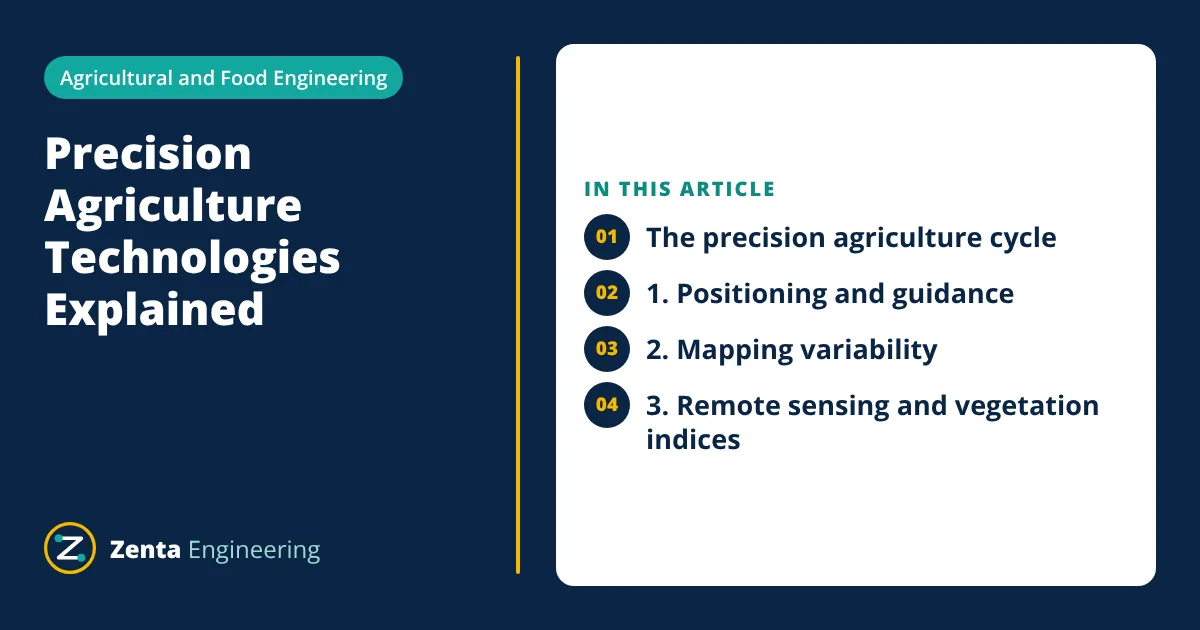 Agricultural and Food Engineering
Precision
Agriculture
Technologies
Explained
Zenta Engineering
IN THIS ARTICLE
01 The precision agriculture cycle
02 1. Positioning and guidance
03 2. Mapping variability
04 3. Remote sensing and vegetation
indices